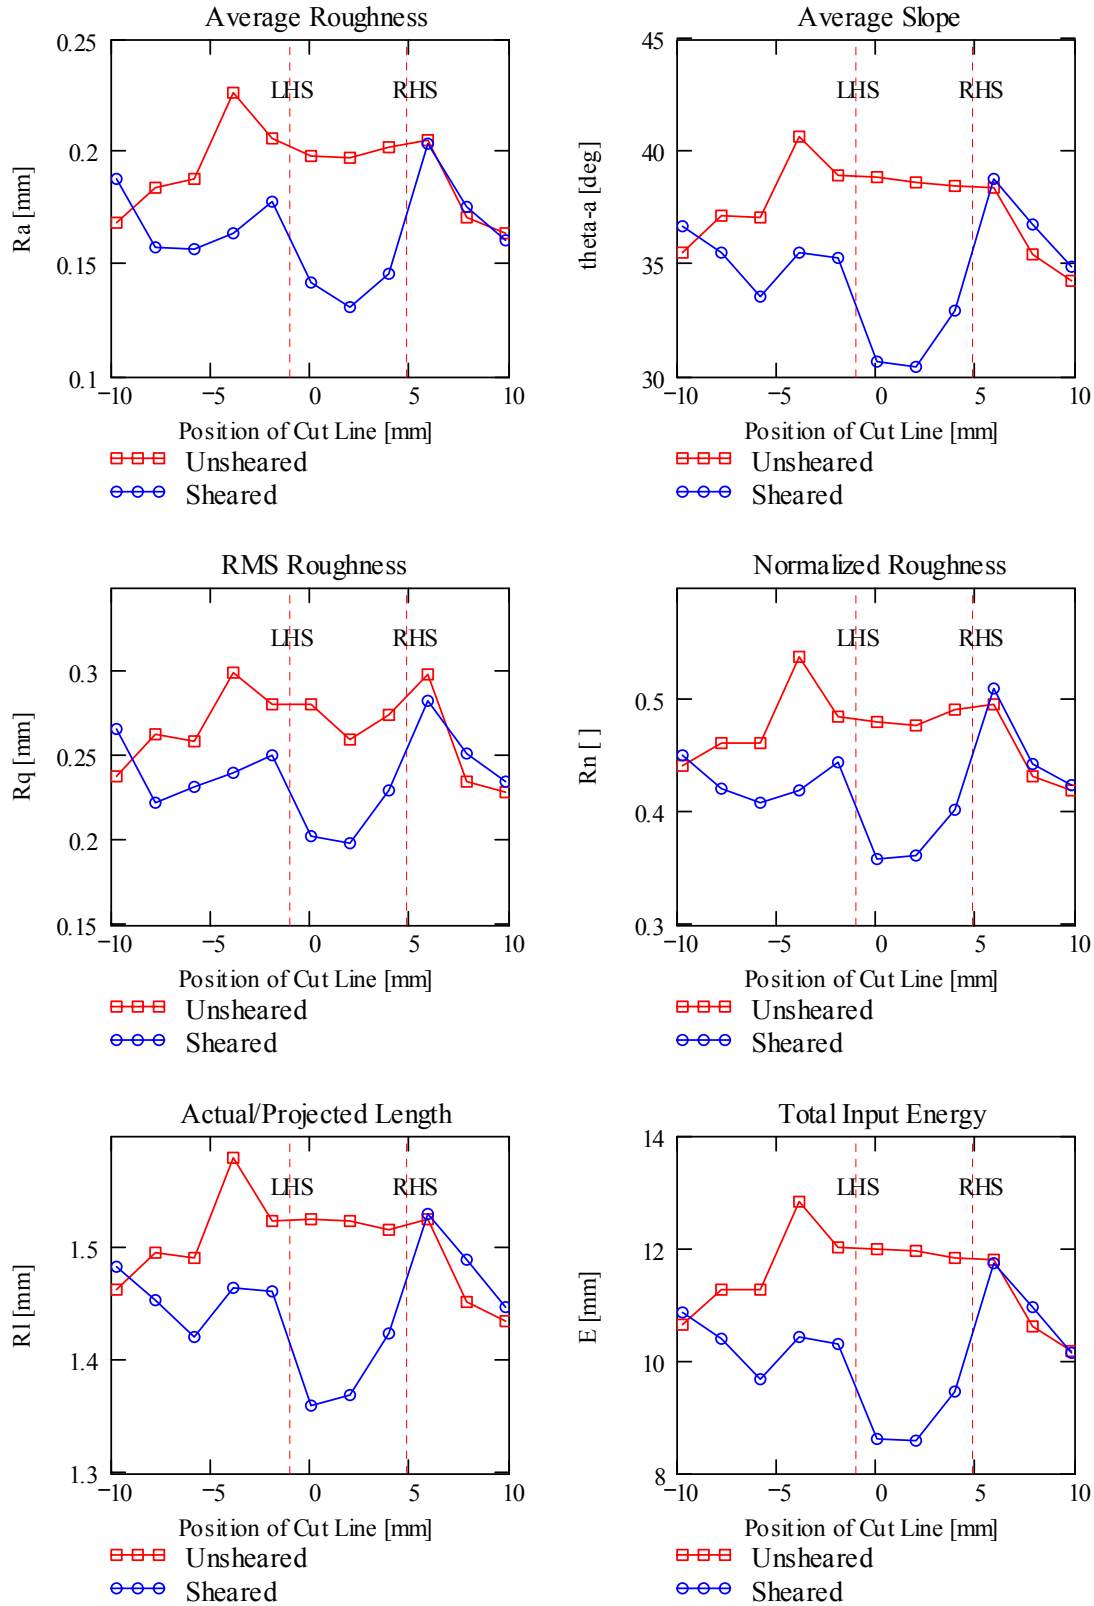 Average Roughness
0.25
0.2
0.15
0.1
Ra [mm]
LHS
RHS
−10
−5
0
5
10
Position of Cut Line [mm]
Unsheared
Sheared
Average Slope
45
40
35
30
theta-a [deg]
LHS
RHS
−10
−5
0
5
10
Position of Cut Line [mm]
Unsheared
Sheared
RMS Roughness
0.3
0.25
0.2
0.15
Rq [mm]
LHS
RHS
−10
−5
0
5
10
Position of Cut Line [mm]
Unsheared
Sheared
Normalized Roughness
0.5
0.4
0.3
Rn [ ]
LHS
RHS
−10
−5
0
5
10
Position of Cut Line [mm]
Unsheared
Sheared
Actual/Projected Length
1.5
1.4
1.3
Rl [mm]
LHS
RHS
−10
−5
0
5
10
Position of Cut Line [mm]
Unsheared
Sheared
Total Input Energy
14
12
10
8
E [mm]
LHS
RHS
−10
−5
0
5
10
Position of Cut Line [mm]
Unsheared
Sheared